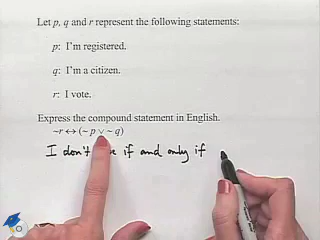 Let p, q and r represent the following statements:
p: I'm registered.
q: I'm a citizen.
r: I vote.
Express the compound statement in English.
~r ↔ (~ p ∨ ~ q)
I don't if and only if